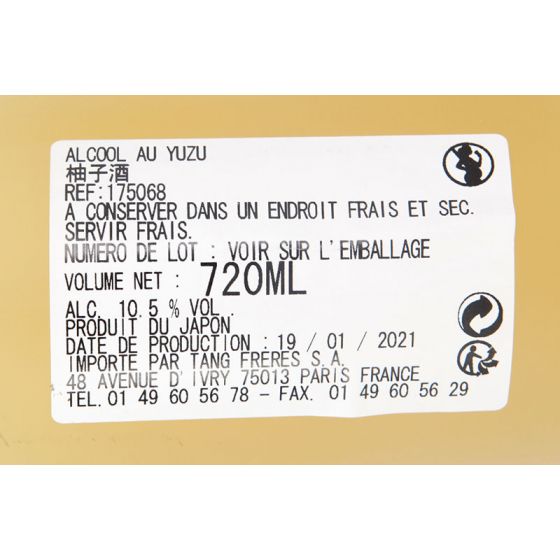 ALCOOL AU YUZU
柚子酒
REF:175068
A CONSERVER DANS UN ENDROIT FRAIS ET SEC.
SERVIR FRAIS.
NUMERO DE LOT : VOIR SUR L'EMBALLAGE
VOLUME NET : 720ML
ALC. 10.5 % VOL.
PRODUIT DU JAPON
DATE DE PRODUCTION : 19 / 01 / 2021
IMPORTE PAR TANG FRERES S.A.
48 AVENUE D'IVRY 75013 PARIS FRANCE
TEL. 01 49 60 56 78 - FAX. 01 49 60 56 29